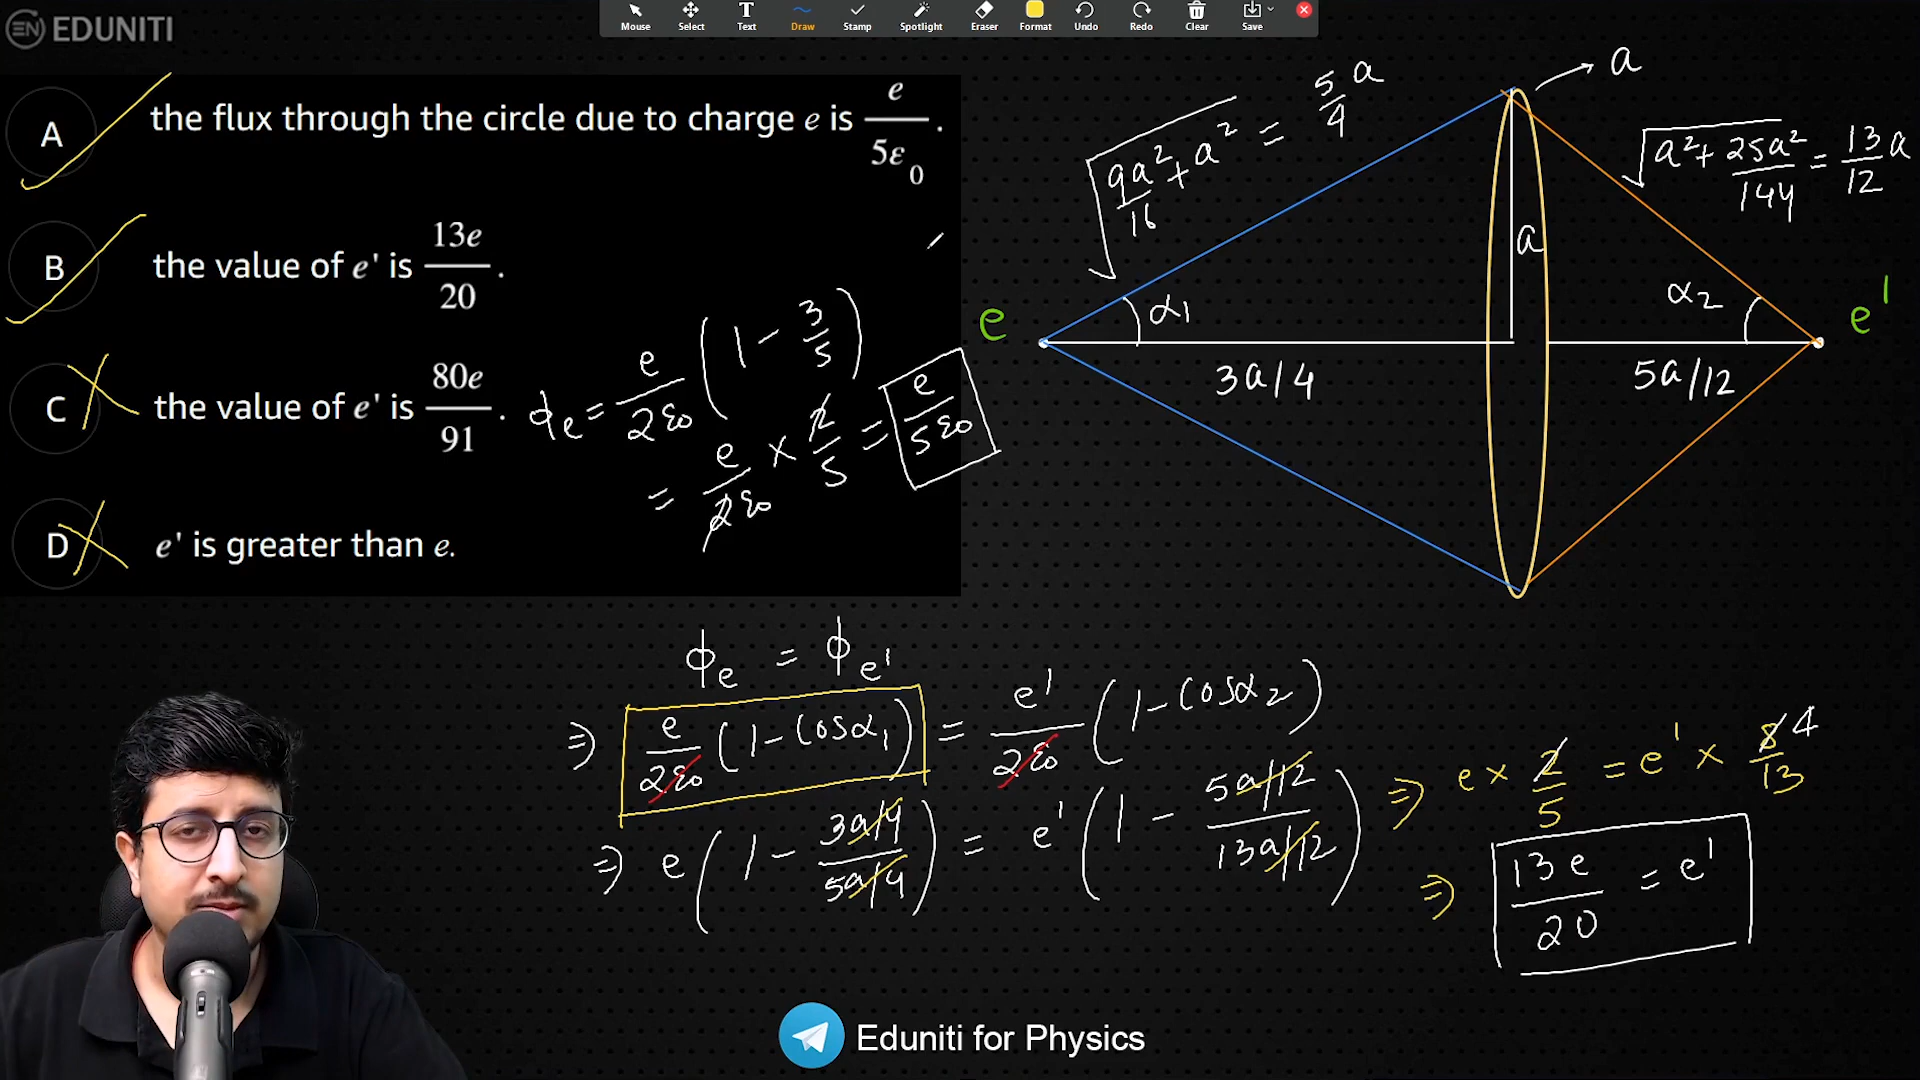 EN EDUNITI
Mouse Select Text Draw Stamp Spotlight Eraser Format Undo Redo Clear Save
A the flux through the circle due to charge e is e/5ε₀.
B the value of e' is 13e/20.
C the value of e' is 80e/91.
D e' is greater than e.
ϕe = e/2ε₀ (1 - 3/5)
= e/2ε₀ × 2/5 = e/5ε₀
√(9a²/16 + a²) = 5/4 a
a
√(a² + 25a²/144) = 13/12 a
a
e α₁ α₂ e'
3a/4 5a/12
ϕe = ϕe'
⇒ e/2ε₀ (1 - cosα₁) = e'/2ε₀ (1 - cosα₂)
⇒ e (1 - 3a/4 / 5a/4) = e' (1 - 5a/12 / 13a/12)
⇒ e × 2/5 = e' × 8/13 4
⇒ 13e/20 = e'
Eduniti for Physics